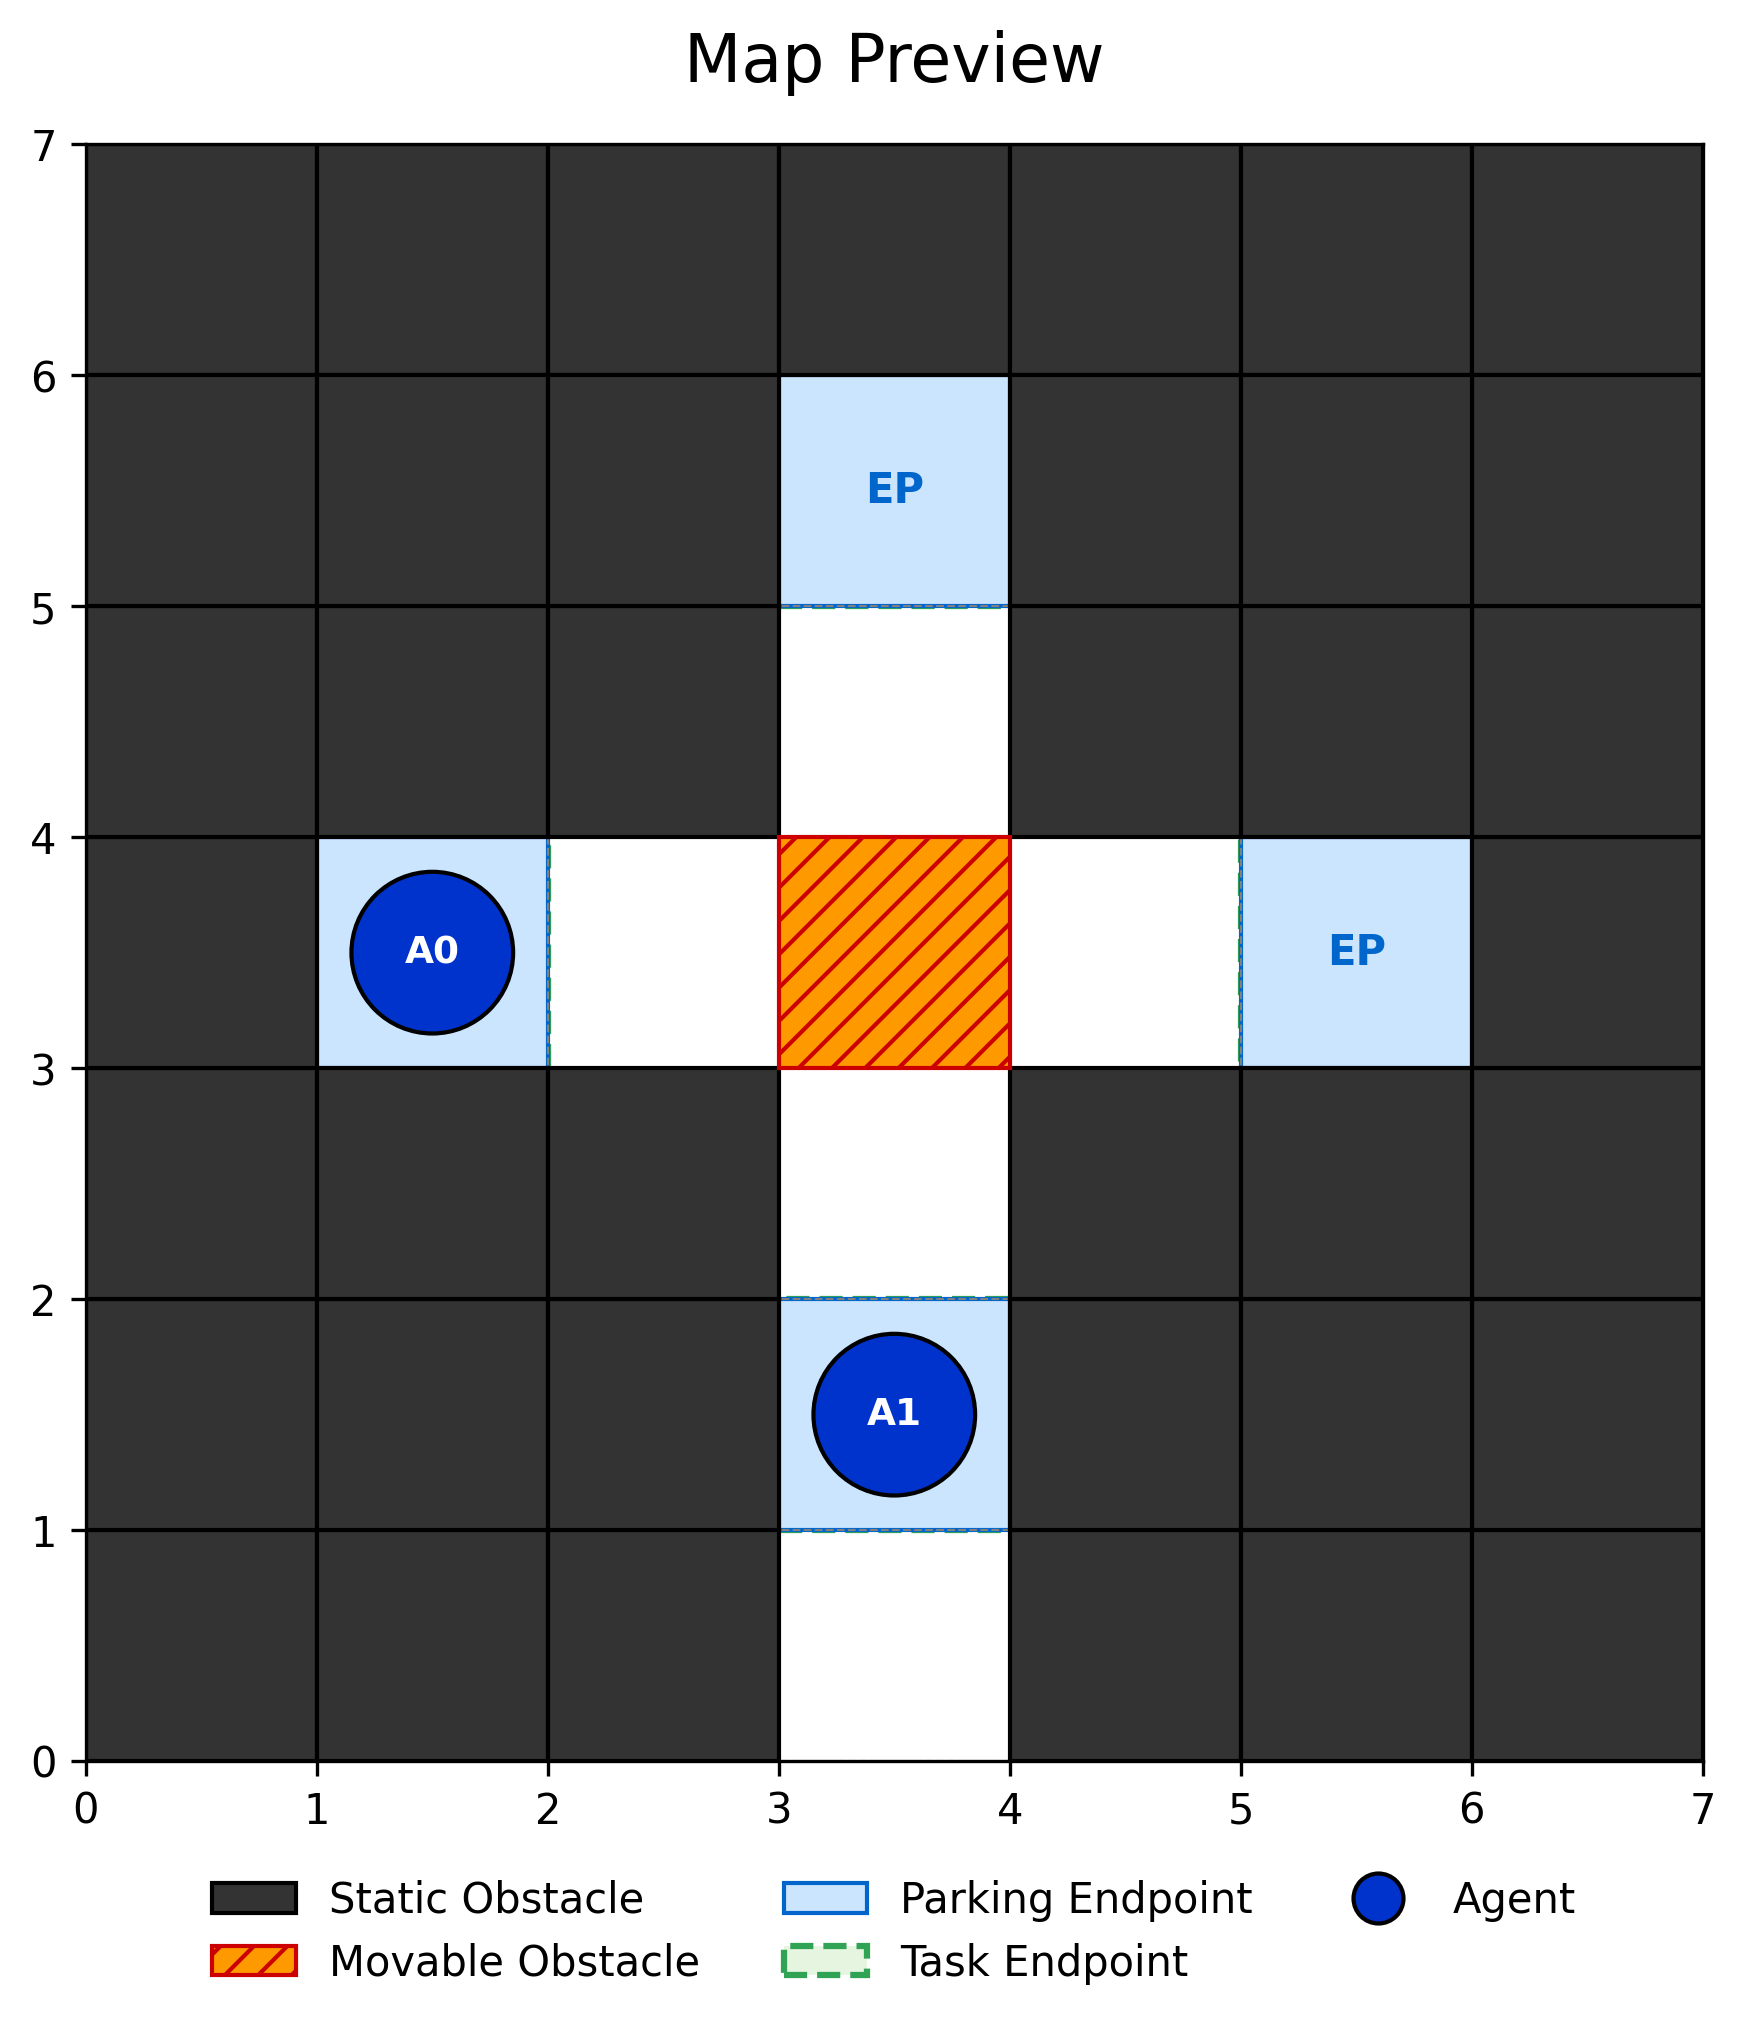 Map Preview
7
6
EP
5
4
A0
EP
3
2
A1
1
0
0 1 2 3 4 5 6 7
Static Obstacle Parking Endpoint Agent
Movable Obstacle Task Endpoint